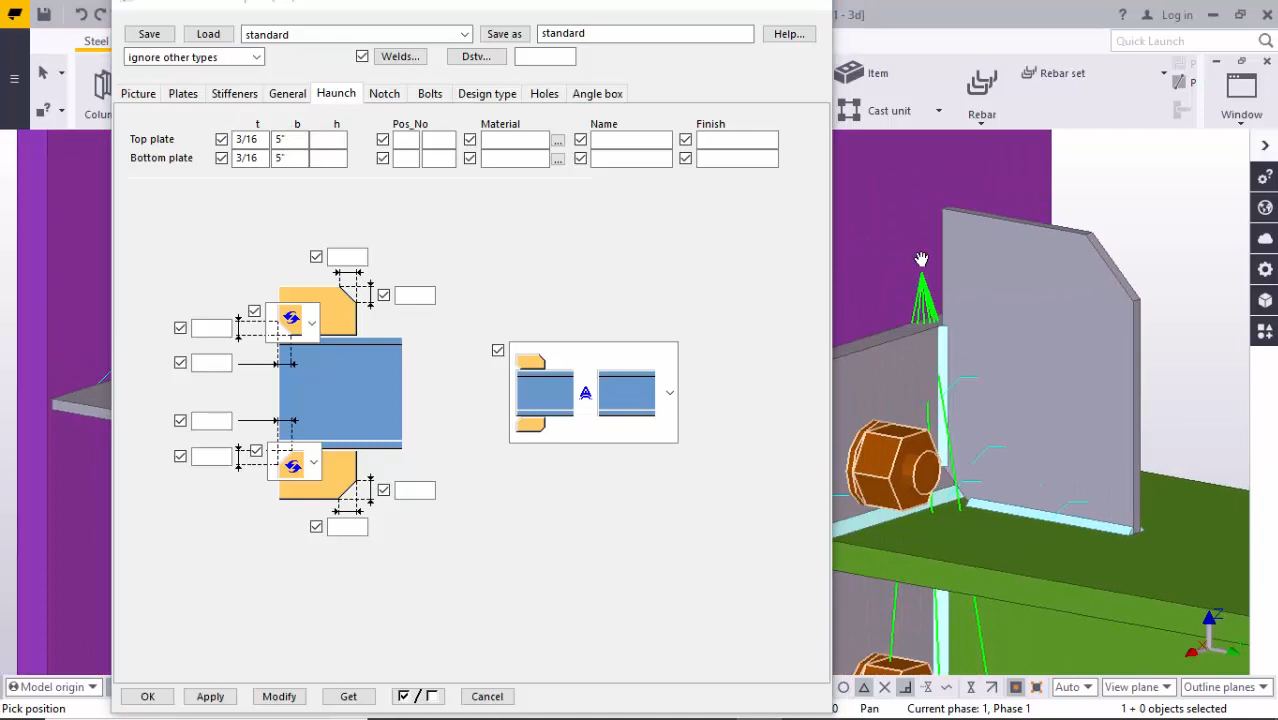 1 - 3d]
Log in
Save
Load
standard
Save as
standard
Help...
Quick Launch
Steel
ignore other types
Welds...
Dstv...
Item
Rebar set
Picture
Plates
Stiffeners
General
Haunch
Notch
Bolts
Design type
Holes
Angle box
Colun
Cast unit
Rebar
Window
t
b
h
Pos_No
Material
Name
Finish
Top plate
3/16
5"
...
Bottom plate
3/16
5"
...
Z
X
Model origin
OK
Apply
Modify
Get
/
Cancel
Auto
View plane
Outline planes
Pick position
0
Pan
Current phase: 1, Phase 1
1 + 0 objects selected